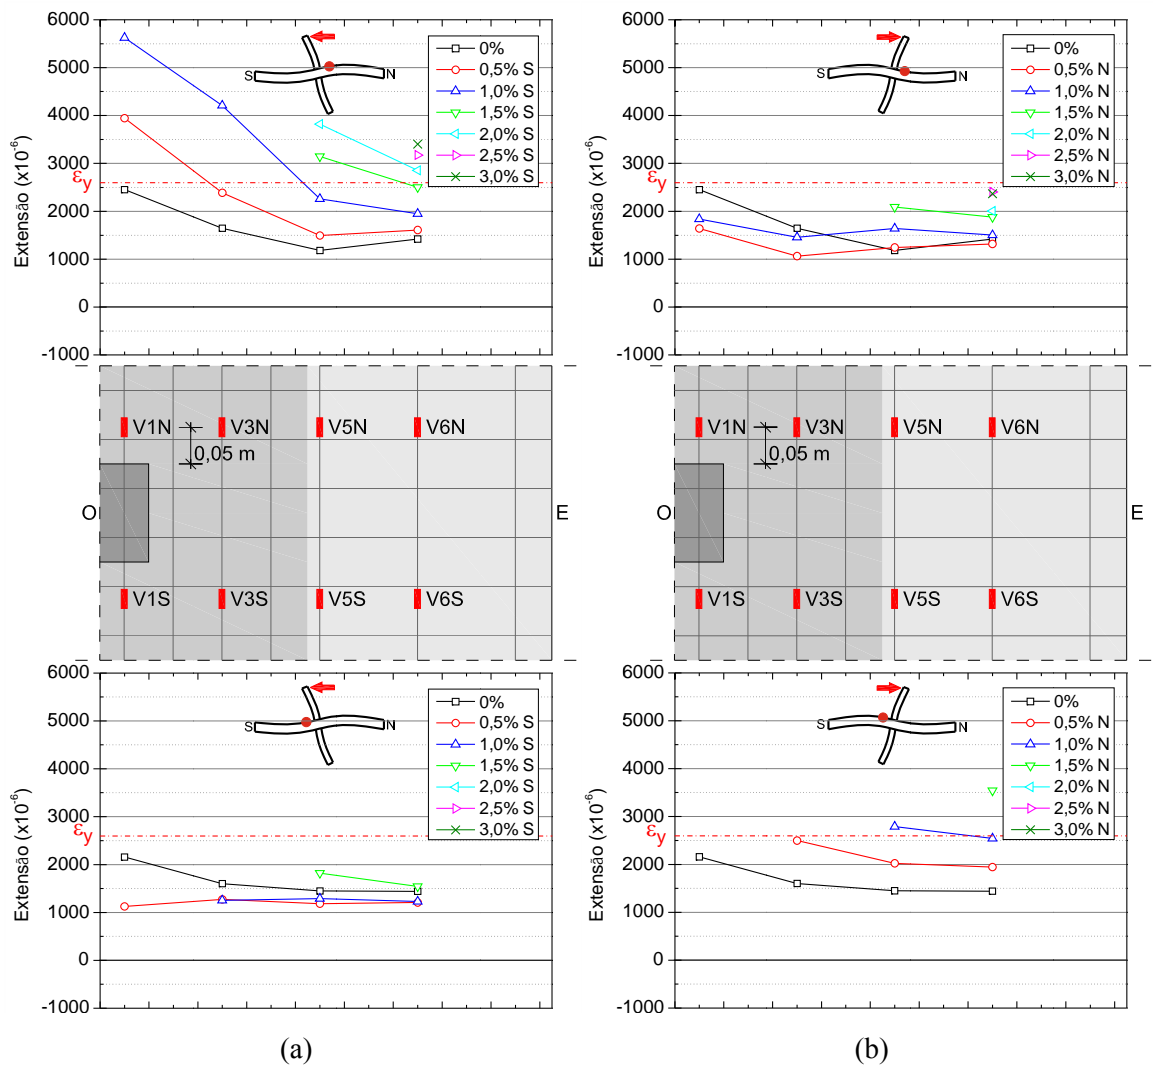 6000
5000
4000
3000
2000
1000
0
-1000
Extensão (x10⁻⁶)
εy
S
N
0%
0,5% S
1,0% S
1,5% S
2,0% S
2,5% S
3,0% S
6000
5000
4000
3000
2000
1000
0
-1000
Extensão (x10⁻⁶)
εy
S
N
0%
0,5% N
1,0% N
1,5% N
2,0% N
2,5% N
3,0% N
V1N
V3N
V5N
V6N
0,05 m
O
E
V1S
V3S
V5S
V6S
V1N
V3N
V5N
V6N
0,05 m
O
E
V1S
V3S
V5S
V6S
6000
5000
4000
3000
2000
1000
0
-1000
Extensão (x10⁻⁶)
εy
S
N
0%
0,5% S
1,0% S
1,5% S
2,0% S
2,5% S
3,0% S
6000
5000
4000
3000
2000
1000
0
-1000
Extensão (x10⁻⁶)
εy
S
N
0%
0,5% N
1,0% N
1,5% N
2,0% N
2,5% N
3,0% N
(a)
(b)